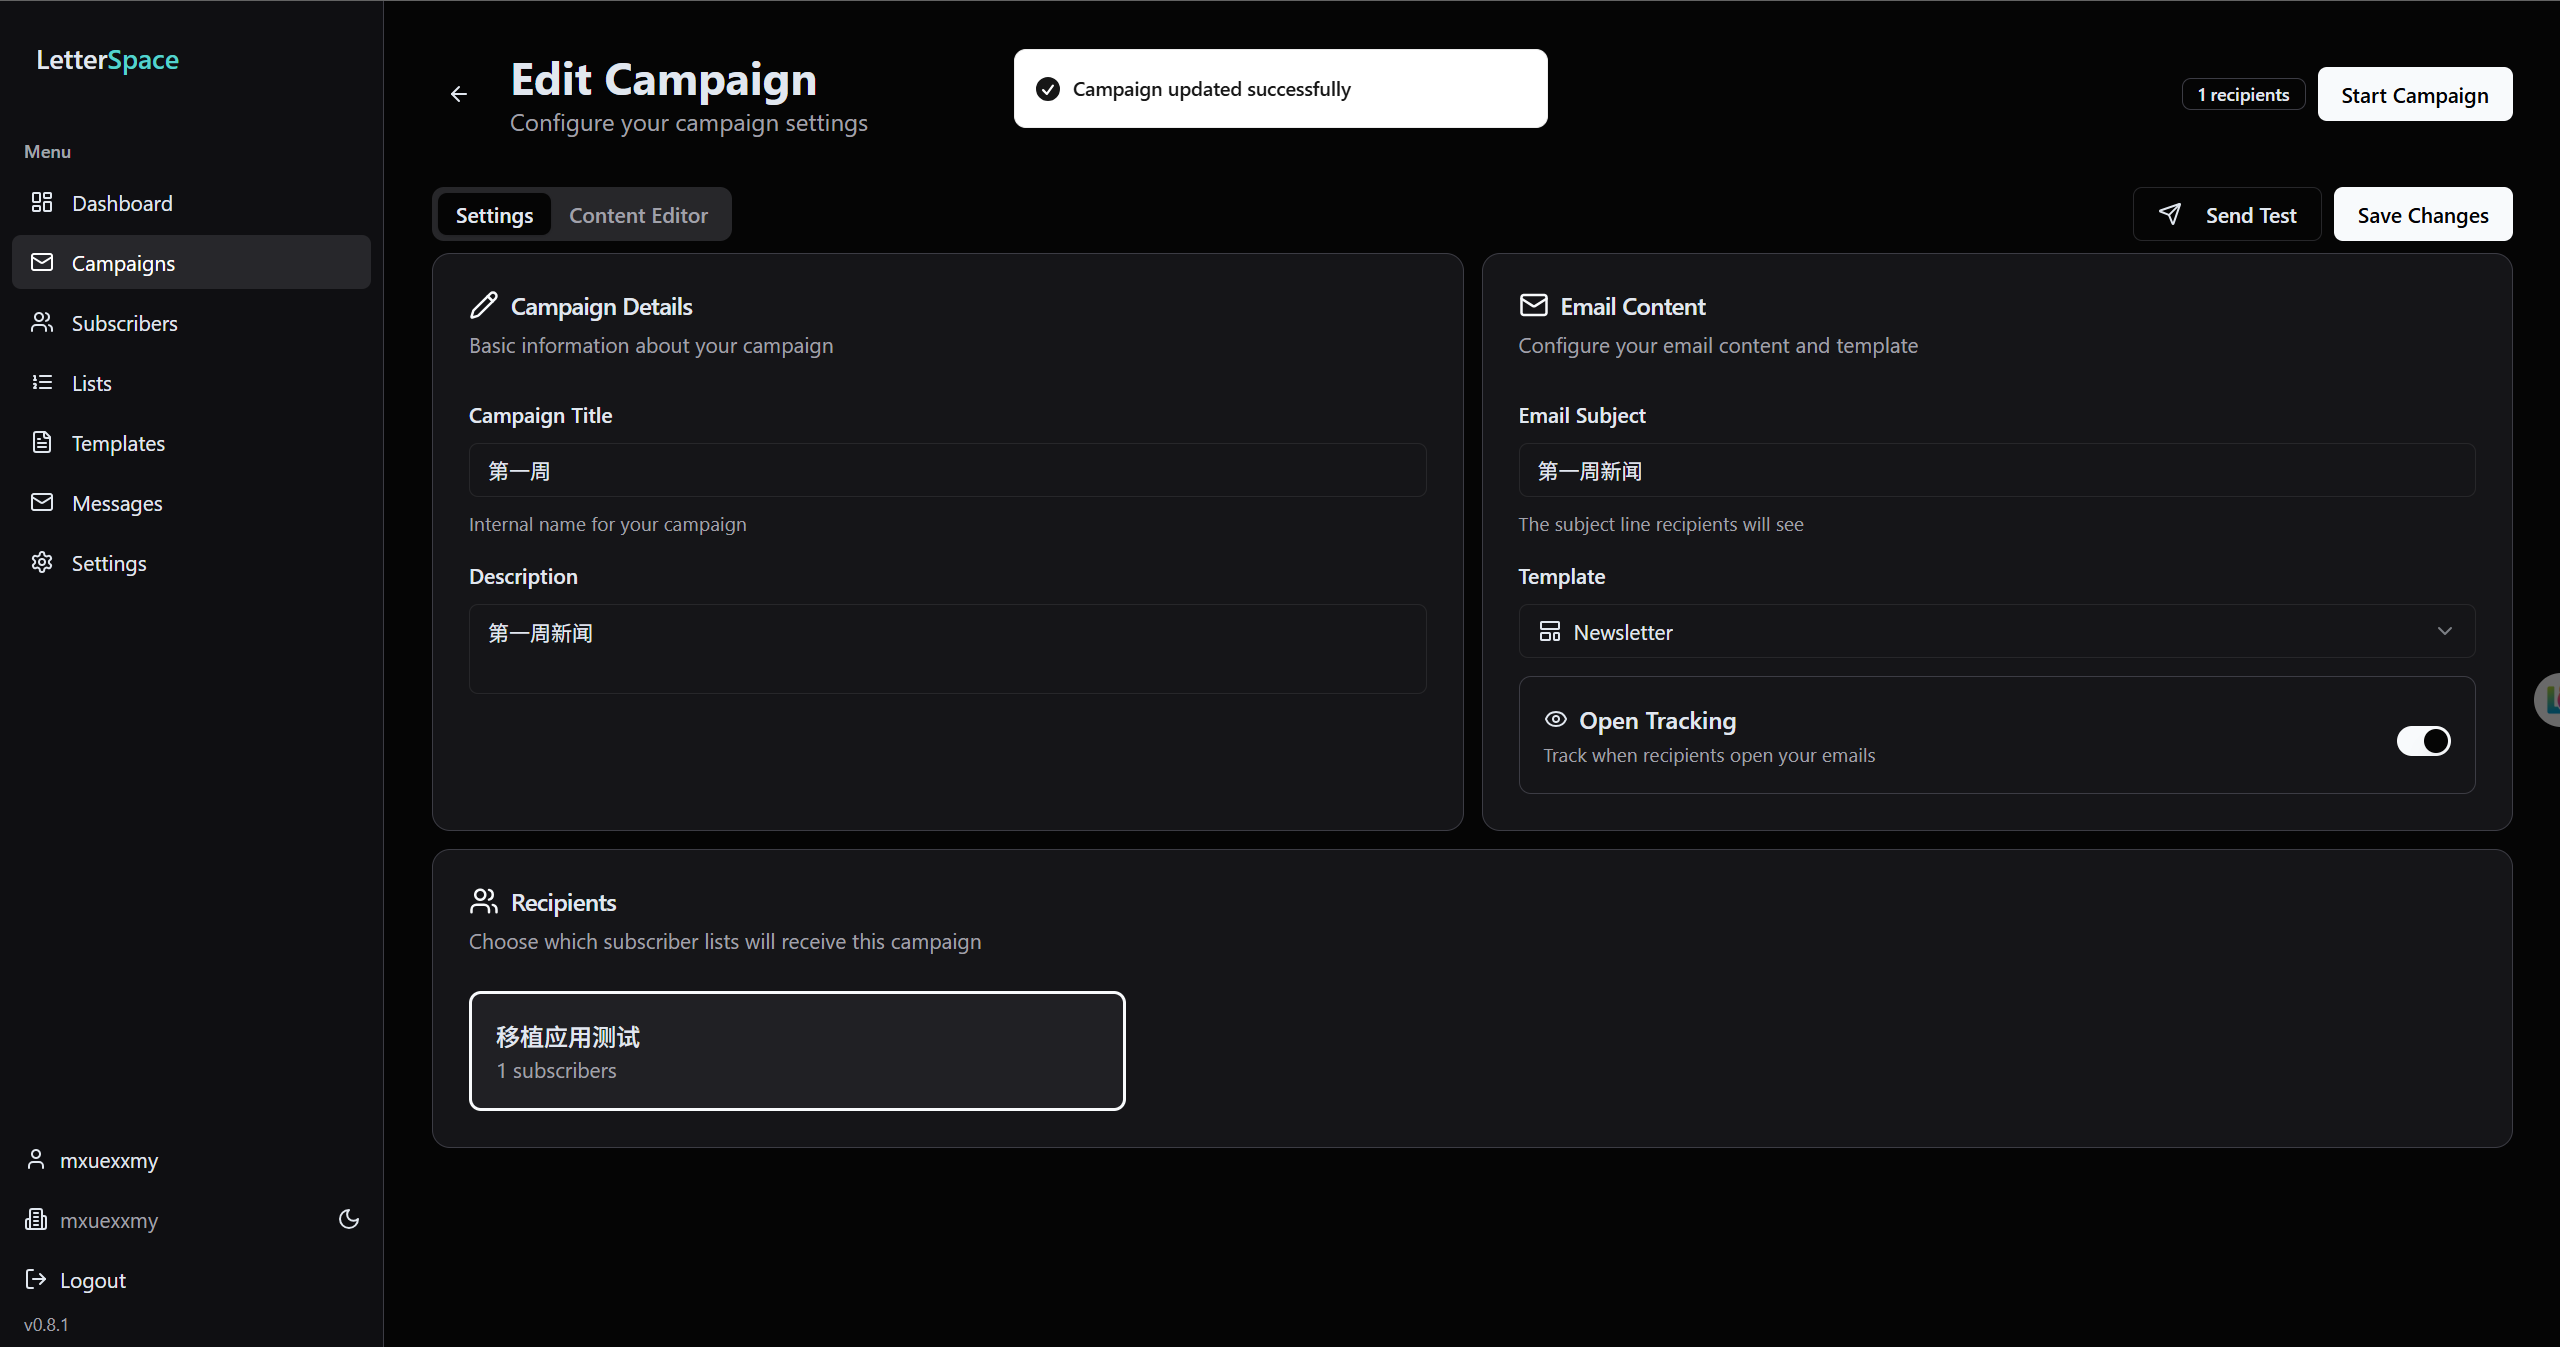 LetterSpace
Menu
Dashboard
Campaigns
Subscribers
Lists
Templates
Messages
Settings
mxuexxmy
mxuexxmy
Logout
v0.8.1
Edit Campaign
Configure your campaign settings
Campaign updated successfully
1 recipients
Start Campaign
Settings
Content Editor
Send Test
Save Changes
Campaign Details
Basic information about your campaign
Campaign Title
第一周
Internal name for your campaign
Description
第一周新闻
Email Content
Configure your email content and template
Email Subject
第一周新闻
The subject line recipients will see
Template
Newsletter
Open Tracking
Track when recipients open your emails
Recipients
Choose which subscriber lists will receive this campaign
移植应用测试
1 subscribers